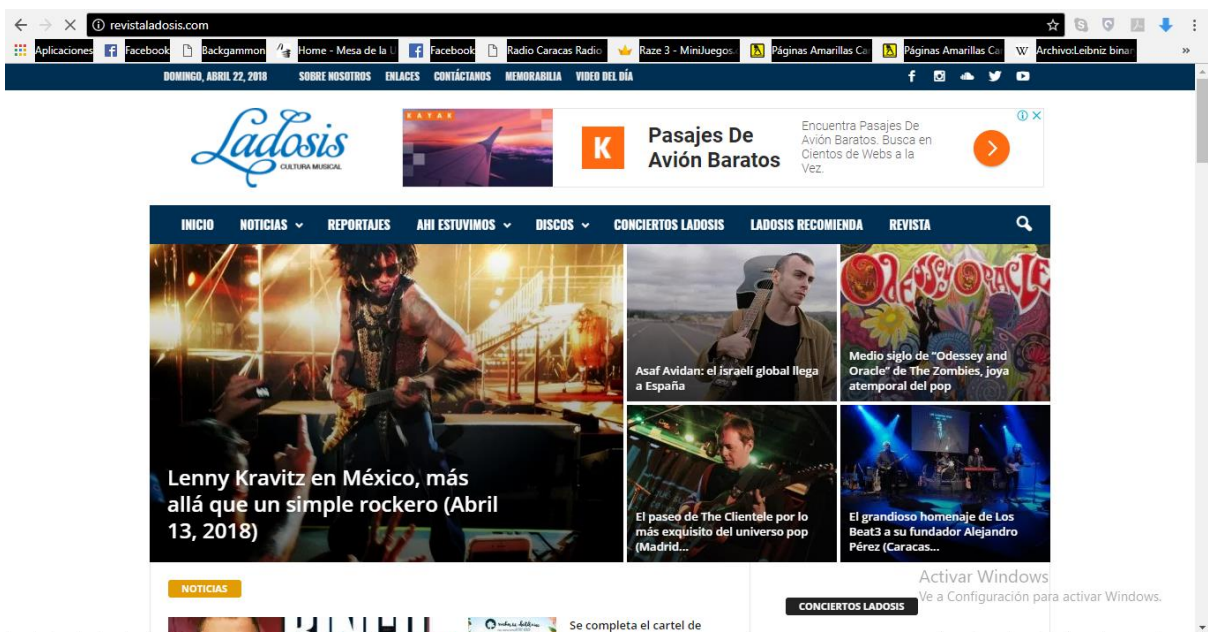 revistaladosis.com
Aplicaciones Facebook Backgammon Home - Mesa de la U Facebook Radio Caracas Radio Raze 3 - MiniJuegos. Páginas Amarillas Ca Páginas Amarillas Ca Archivo:Leibniz binar »
DOMINGO, ABRIL 22, 2018 SOBRE NOSOTROS ENLACES CONTÁCTANOS MEMORABILIA VIDEO DEL DÍA
Ladosis
CULTURA MUSICAL
KAYAK
K
Pasajes De
Avión Baratos
Encuentra Pasajes De
Avión Baratos. Busca en
Cientos de Webs a la
Vez.
INICIO NOTICIAS REPORTAJES AHI ESTUVIMOS DISCOS CONCIERTOS LADOSIS LADOSIS RECOMIENDA REVISTA
Lenny Kravitz en México, más
allá que un simple rockero (Abril
13, 2018)
Asaf Avidan: el israelí global llega
a España
ODESSEY ORACLE
Medio siglo de "Odessey and
Oracle" de The Zombies, joya
atemporal del pop
El paseo de The Clientele por lo
más exquisito del universo pop
(Madrid...
El grandioso homenaje de Los
Beat3 a su fundador Alejandro
Pérez (Caracas...
NOTICIAS
Se completa el cartel de
CONCIERTOS LADOSIS
Activar Windows
Ve a Configuración para activar Windows.